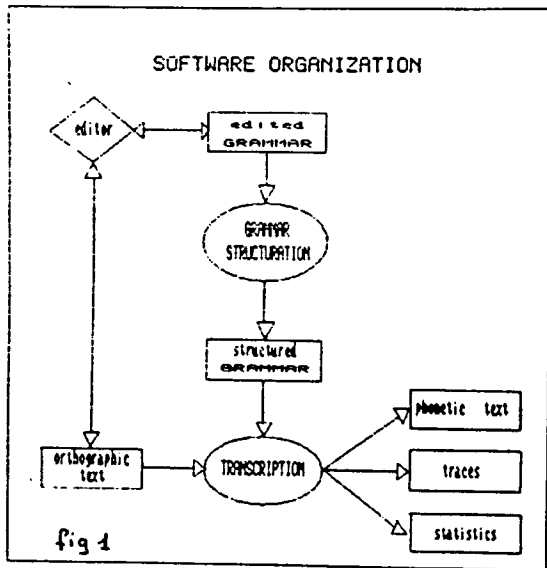 SOFTWARE ORGANIZATION
editor
edited
GRAMMAR
GRAMMAR
STRUCTURATION
structured
GRAMMAR
phonetic text
orthographic
text
TRANSCRIPTION
traces
statistics
fig 1